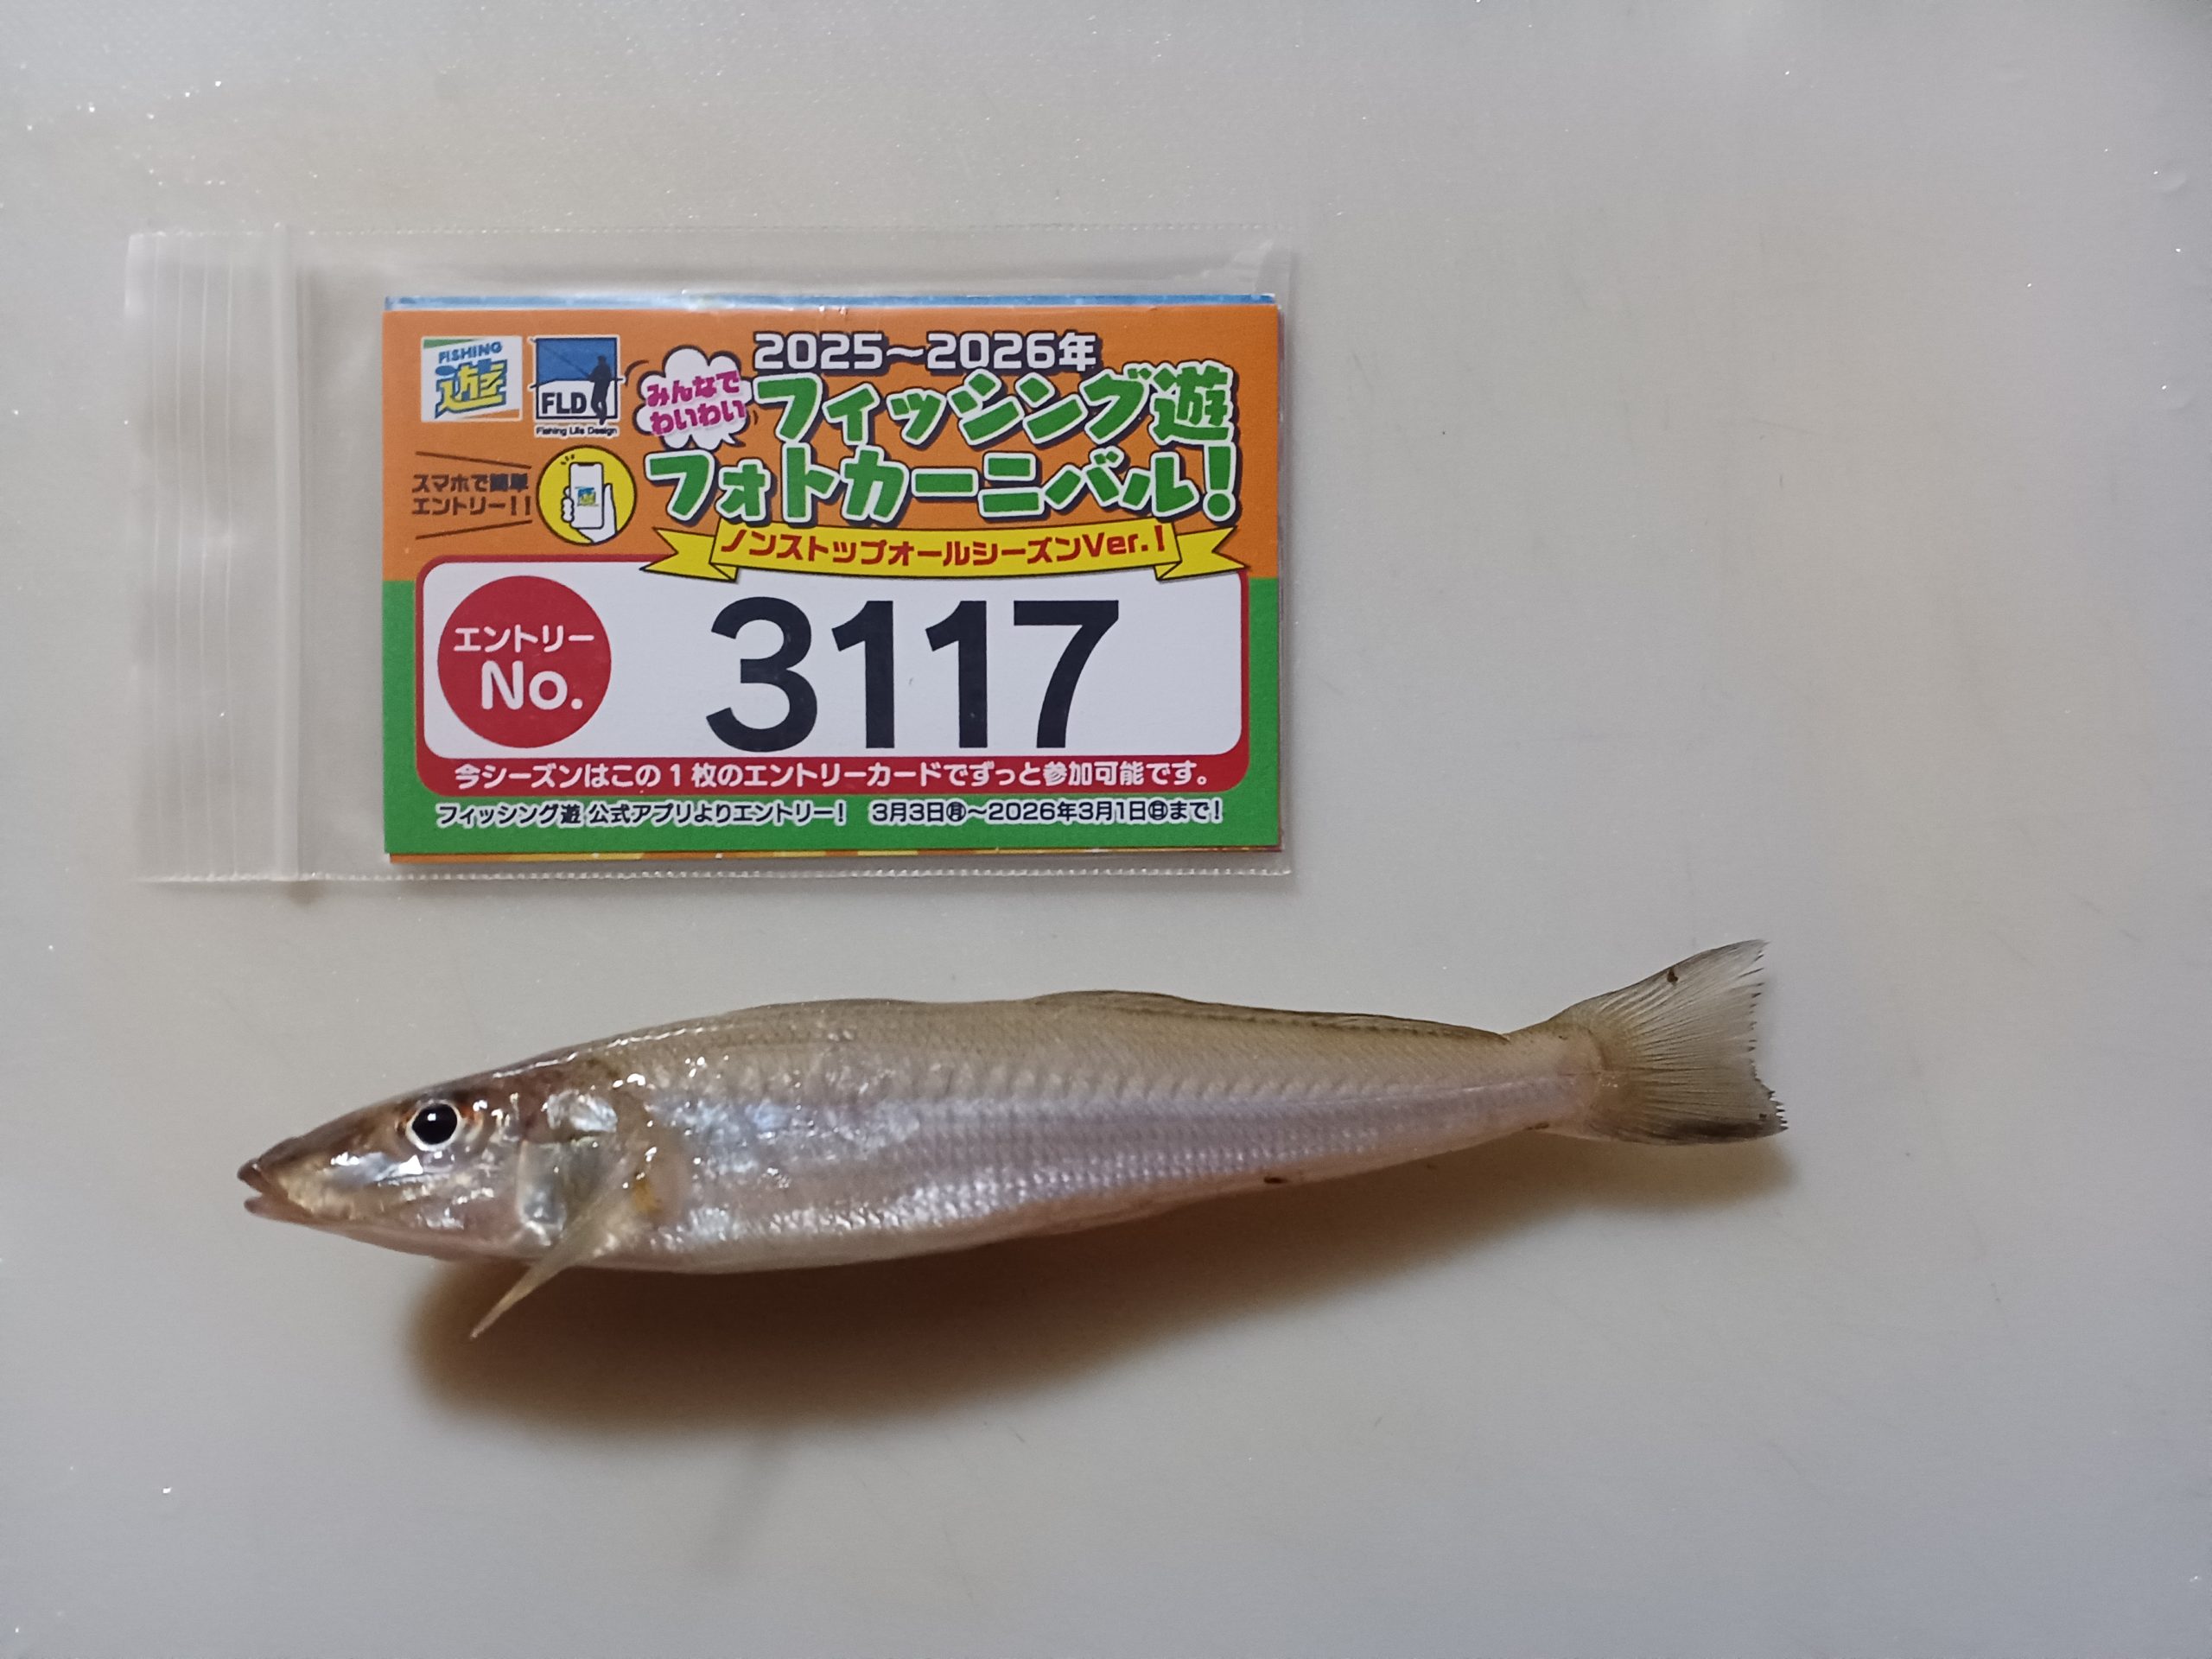 FISHING
遊
FLD
Fishing Life Design
2025～2026年
みんなで
わいわい
フィッシング遊
フォトカーニバル!
スマホで簡単
エントリー!!
ノンストップオールシーズンVer.!
エントリー
No.
3117
今シーズンはこの1枚のエントリーカードでずっと参加可能です。
フィッシング遊 公式アプリよりエントリー! 3月3日㊊～2026年3月1日㊐まで!